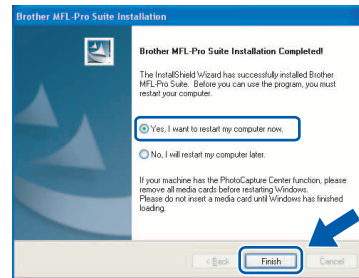 Brother MFL-Pro Suite Installation
Brother MFL-Pro Suite Installation Completed!
The InstallShield Wizard has successfully installed Brother
MFL-Pro Suite. Before you can use the program, you must
restart your computer.
Yes, I want to restart my computer now.
No, I will restart my computer later.
If your machine has the PhotoCapture Center function, please
remove all media cards before restarting Windows.
Please do not insert a media card until Windows has finished
loading.
< Back Finish Cancel